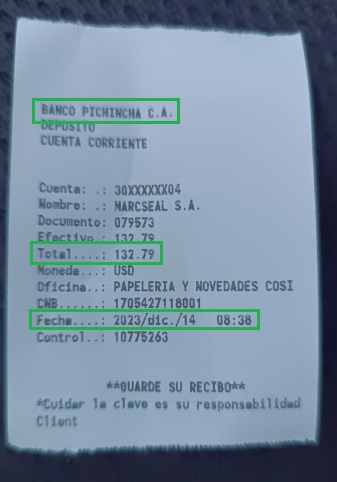 BANCO PICHINCHA C.A.
DEPOSITO
CUENTA CORRIENTE
Cuenta: .: 30XXXXXX04
Nombre: .: MARCSEAL S.A.
Documento: 079573
Efectivo.: 132.79
Total....: 132.79
Moneda...: USD
Oficina..: PAPELERIA Y NOVEDADES COSI
CNB......: 1705427118001
Fecha....: 2023/dic./14 08:38
Control..: 10775263
**GUARDE SU RECIBO**
*Cuidar la clave es su responsabilidad
Client